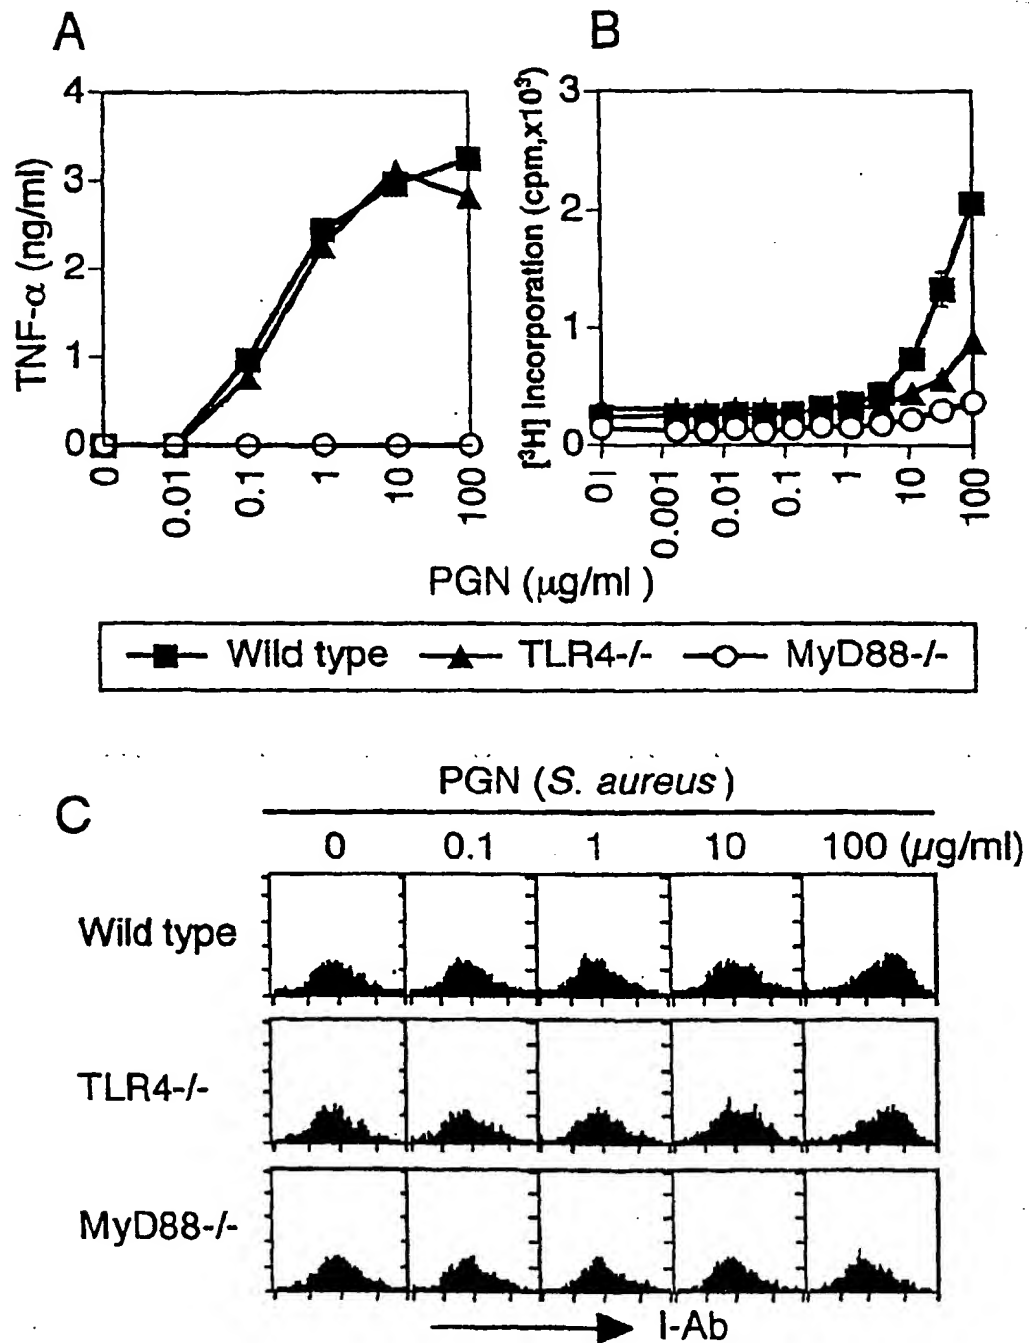 A
B
TNF-α (ng/ml)
4
3
2
1
0
0
0.01
0.1
1
10
100
[³H] Incorporation (cpm,x10³)
3
2
1
0
0
0.001
0.01
0.1
1
10
100
PGN (μg/ml )
Wild type TLR4-/- MyD88-/-
C
PGN (S. aureus )
0 0.1 1 10 100 (μg/ml)
Wild type
TLR4-/-
MyD88-/-
I-Ab